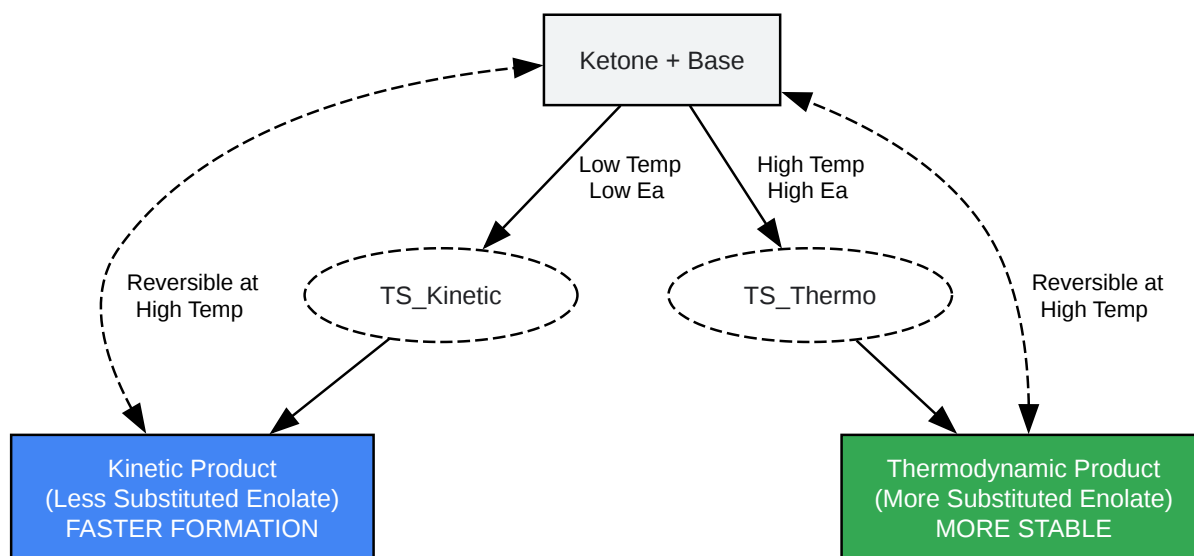 Ketone + Base
Low Temp
Low Ea
High Temp
High Ea
Reversible at
High Temp
TS_Kinetic
TS_Thermo
Reversible at
High Temp
Kinetic Product
(Less Substituted Enolate)
FASTER FORMATION
Thermodynamic Product
(More Substituted Enolate)
MORE STABLE